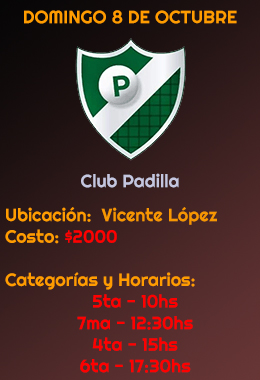 DOMINGO 8 DE OCTUBRE
P
Club Padilla
Ubicación: Vicente López
Costo: $2000
Categorías y Horarios:
5ta - 10hs
7mo - 12:30hs
4ta - 15hs
6ta - 17:30hs